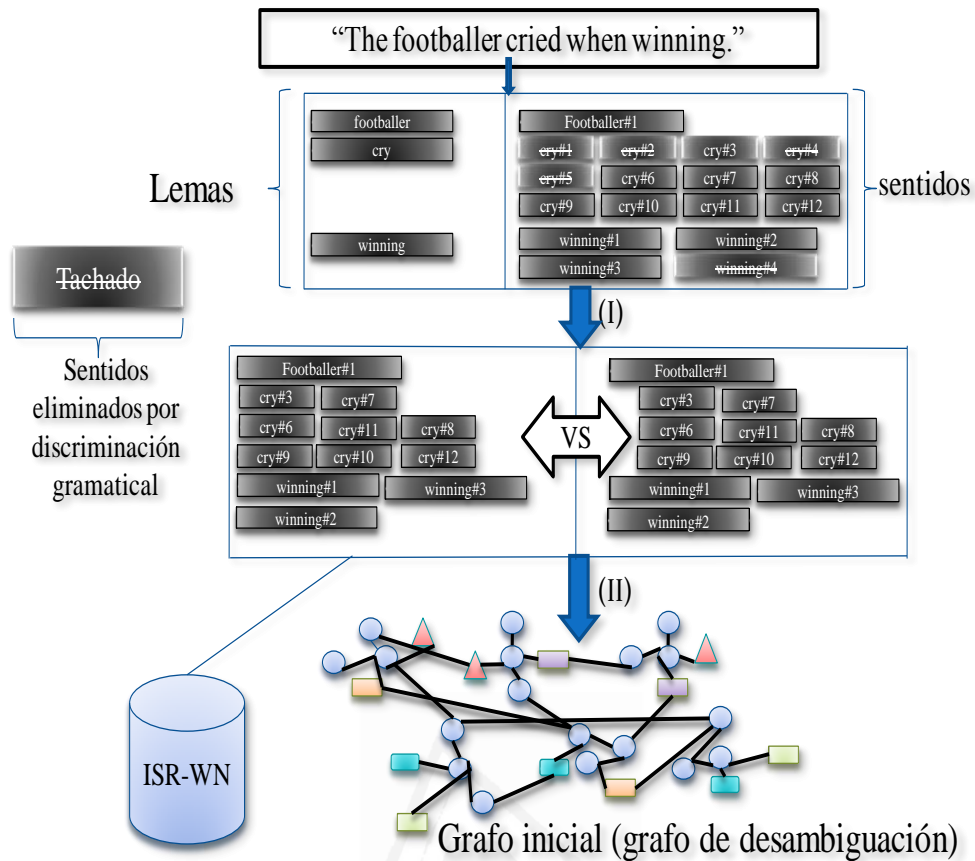 “The footballer cried when winning.”
Lemas
footballer
cry
winning
Footballer#1
cry#1 cry#2 cry#3 cry#4
cry#5 cry#6 cry#7 cry#8
cry#9 cry#10 cry#11 cry#12
winning#1 winning#2
winning#3 winning#4
sentidos
Tachado
Sentidos
eliminados por
discriminación
gramatical
(I)
Footballer#1
cry#3 cry#7
cry#6 cry#11 cry#8
cry#9 cry#10 cry#12
winning#1 winning#3
winning#2
VS
Footballer#1
cry#3 cry#7
cry#6 cry#11 cry#8
cry#9 cry#10 cry#12
winning#1 winning#3
winning#2
(II)
ISR-WN
Grafo inicial (grafo de desambiguación)